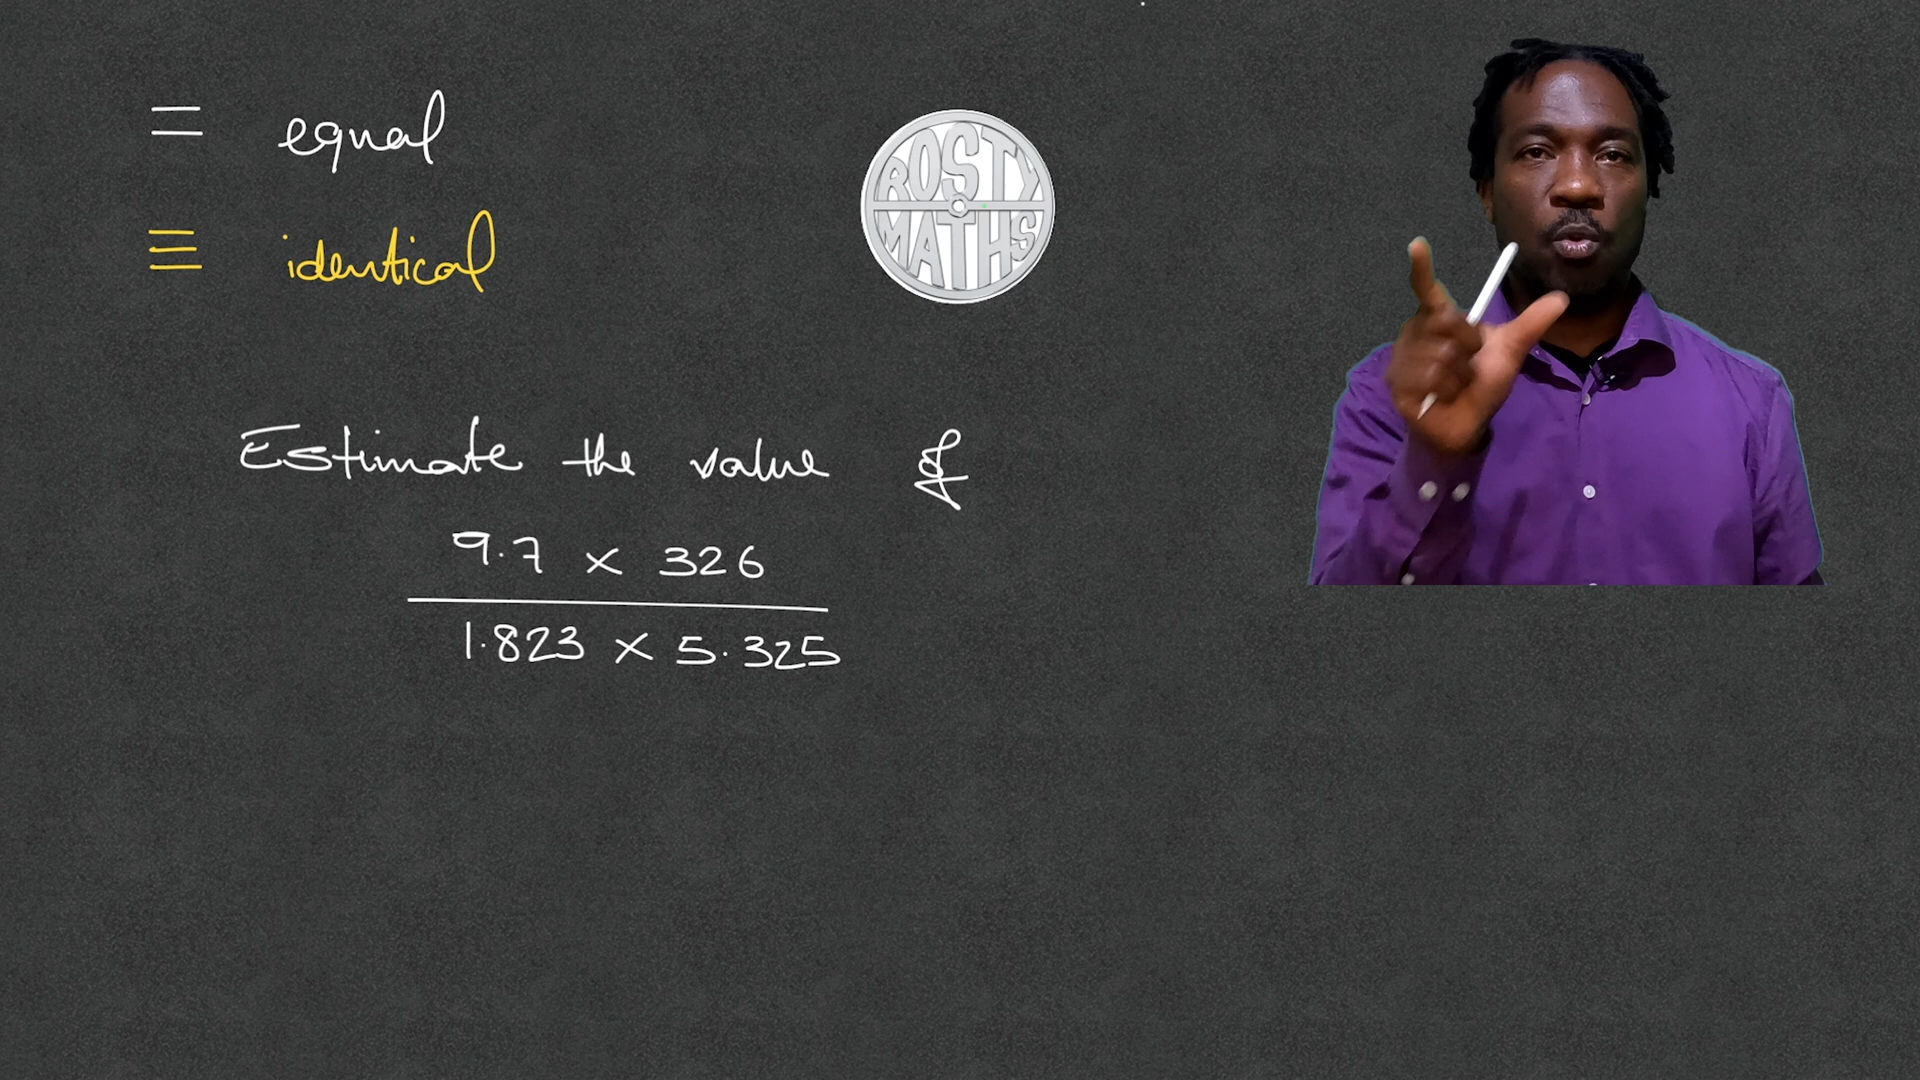 = equal
≡ identical
ROSTY
MATHS
Estimate the value of
9.7 × 326
1.823 × 5.325